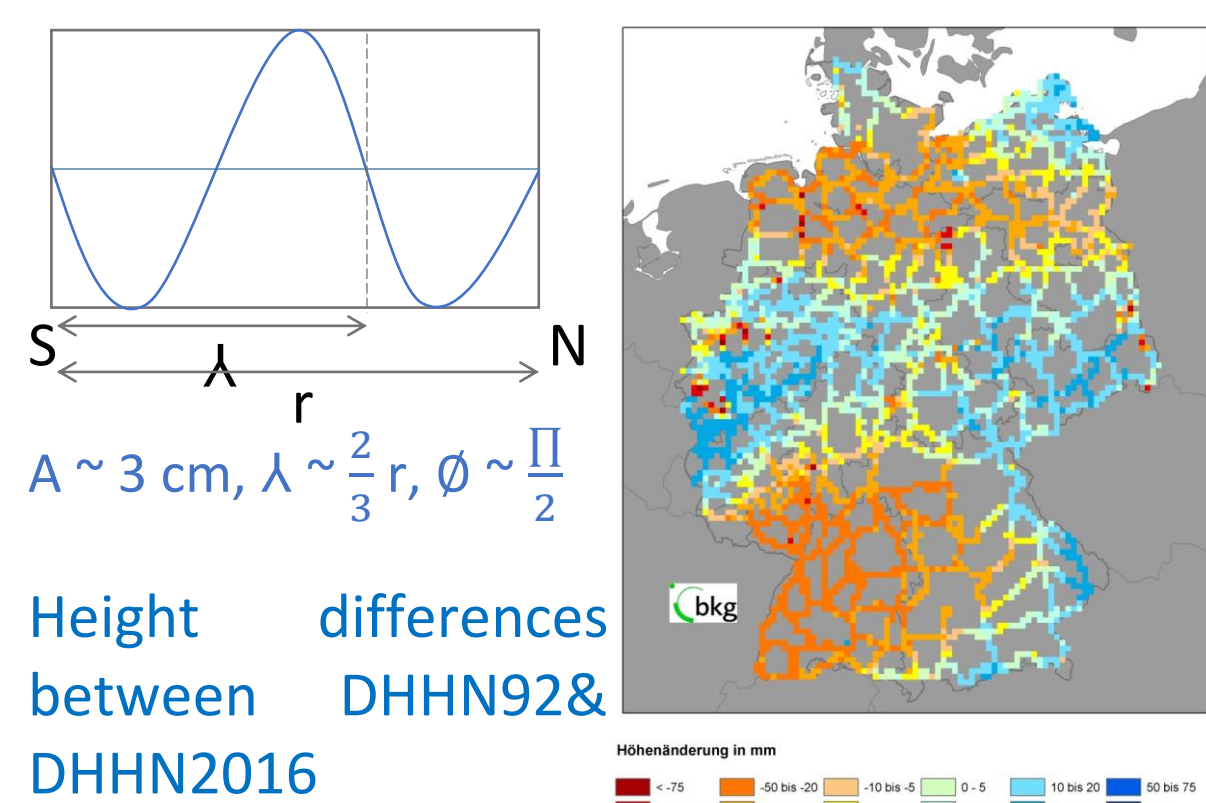 S
N
⅄
r
A ~ 3 cm, ⅄ ~ 2/3 r, Ø ~ ∏/2
Height differences
between DHHN92&
DHHN2016
bkg
Höhenänderung in mm
< -75 -50 bis -20 -10 bis -5 0 - 5 10 bis 20 50 bis 75